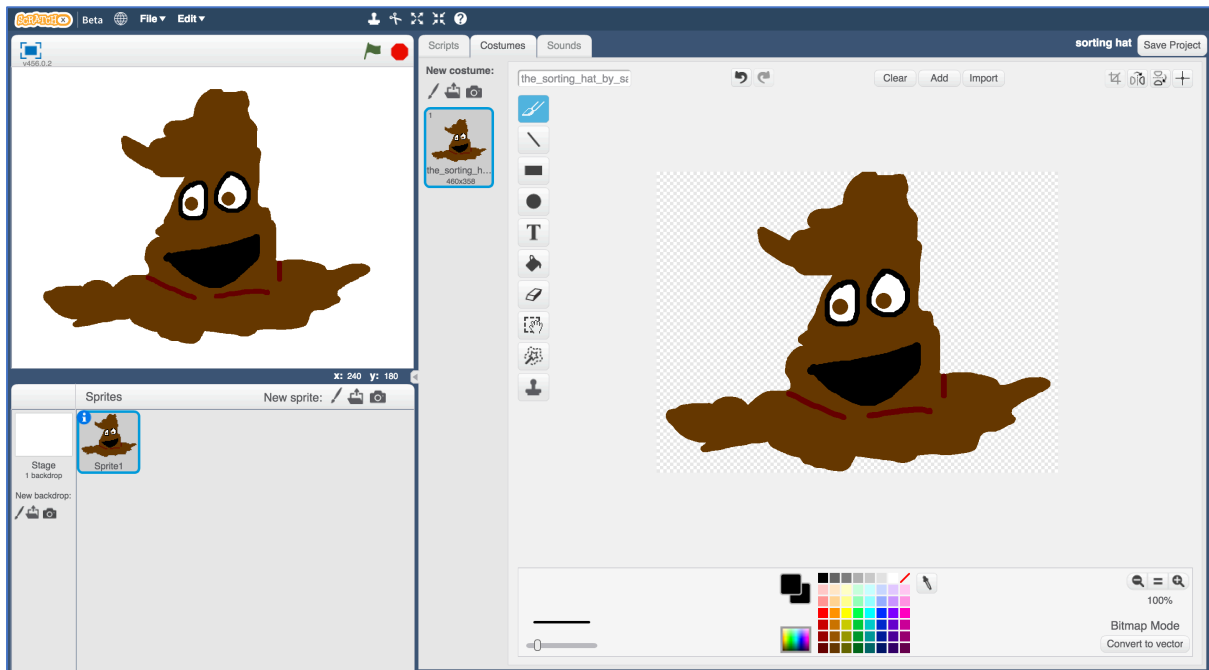 SCRATCHX Beta File▾ Edit▾ ?
v456.0.2
Scripts Costumes Sounds sorting hat Save Project
New costume:
the_sorting_hat_by_sa
Clear Add Import
1
the_sorting_h...
460x358
T
x: 240 y: 180
Sprites New sprite:
Stage
1 backdrop
Sprite1
New backdrop:
100%
Bitmap Mode
Convert to vector